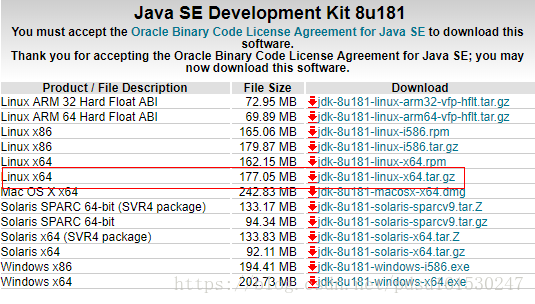 Java SE Development Kit 8u181
You must accept the Oracle Binary Code License Agreement for Java SE to download this
software.
Thank you for accepting the Oracle Binary Code License Agreement for Java SE; you may
now download this software.
Product / File Description File Size Download
Linux ARM 32 Hard Float ABI 72.95 MB jdk-8u181-linux-arm32-vfp-hflt.tar.gz
Linux ARM 64 Hard Float ABI 69.89 MB jdk-8u181-linux-arm64-vfp-hflt.tar.gz
Linux x86 165.06 MB jdk-8u181-linux-i586.rpm
Linux x86 179.87 MB jdk-8u181-linux-i586.tar.gz
Linux x64 162.15 MB jdk-8u181-linux-x64.rpm
Linux x64 177.05 MB jdk-8u181-linux-x64.tar.gz
Mac OS X x64 242.83 MB jdk-8u181-macosx-x64.dmg
Solaris SPARC 64-bit (SVR4 package) 133.17 MB jdk-8u181-solaris-sparcv9.tar.Z
Solaris SPARC 64-bit 94.34 MB jdk-8u181-solaris-sparcv9.tar.gz
Solaris x64 (SVR4 package) 133.83 MB jdk-8u181-solaris-x64.tar.Z
Solaris x64 92.11 MB jdk-8u181-solaris-x64.tar.gz
Windows x86 194.41 MB jdk-8u181-windows-i586.exe
Windows x64 202.73 MB jdk-8u181-windows-x64.exe